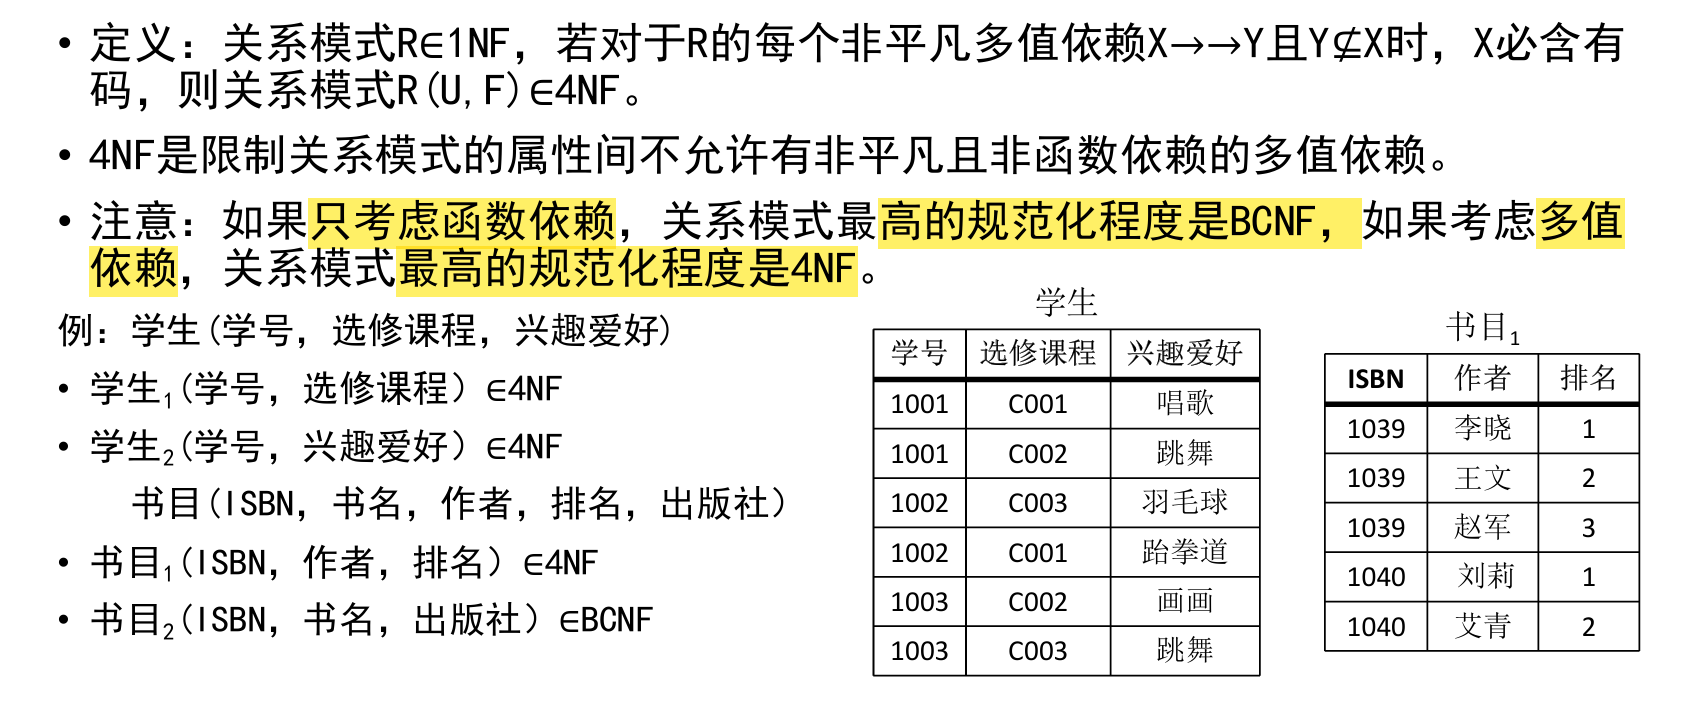 • 定义：关系模式R∈1NF，若对于R的每个非平凡多值依赖X→→Y且Y⊈X时，X必含有
码，则关系模式R(U,F)∈4NF。
• 4NF是限制关系模式的属性间不允许有非平凡且非函数依赖的多值依赖。
• 注意：如果只考虑函数依赖，关系模式最高的规范化程度是BCNF，如果考虑多值
依赖，关系模式最高的规范化程度是4NF。
例：学生(学号，选修课程，兴趣爱好)
• 学生1(学号，选修课程）∈4NF
• 学生2(学号，兴趣爱好）∈4NF
书目(ISBN，书名，作者，排名，出版社）
• 书目1(ISBN，作者，排名）∈4NF
• 书目2(ISBN，书名，出版社）∈BCNF
学生
学号 选修课程 兴趣爱好
1001 C001 唱歌
1001 C002 跳舞
1002 C003 羽毛球
1002 C001 跆拳道
1003 C002 画画
1003 C003 跳舞
书目1
ISBN 作者 排名
1039 李晓 1
1039 王文 2
1039 赵军 3
1040 刘莉 1
1040 艾青 2